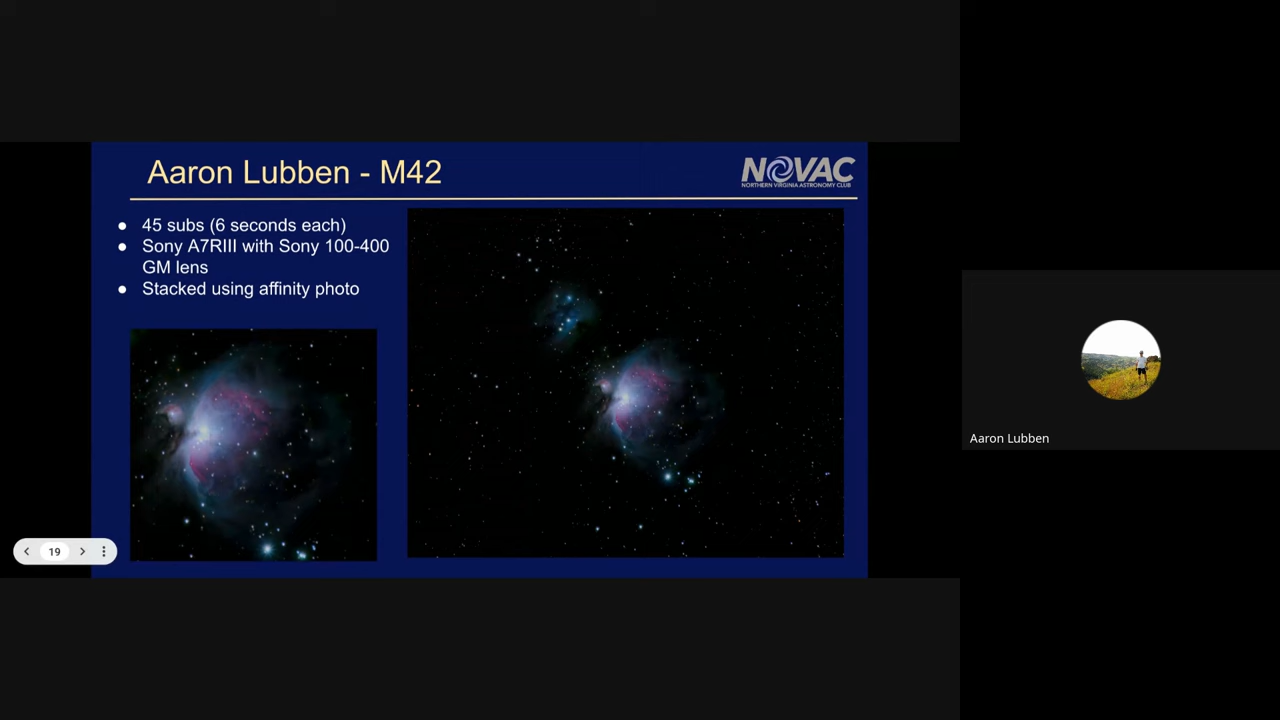 Aaron Lubben - M42
NOVAC
NORTHERN VIRGINIA ASTRONOMY CLUB
45 subs (6 seconds each)
Sony A7RIII with Sony 100-400
GM lens
Stacked using affinity photo
19
Aaron Lubben